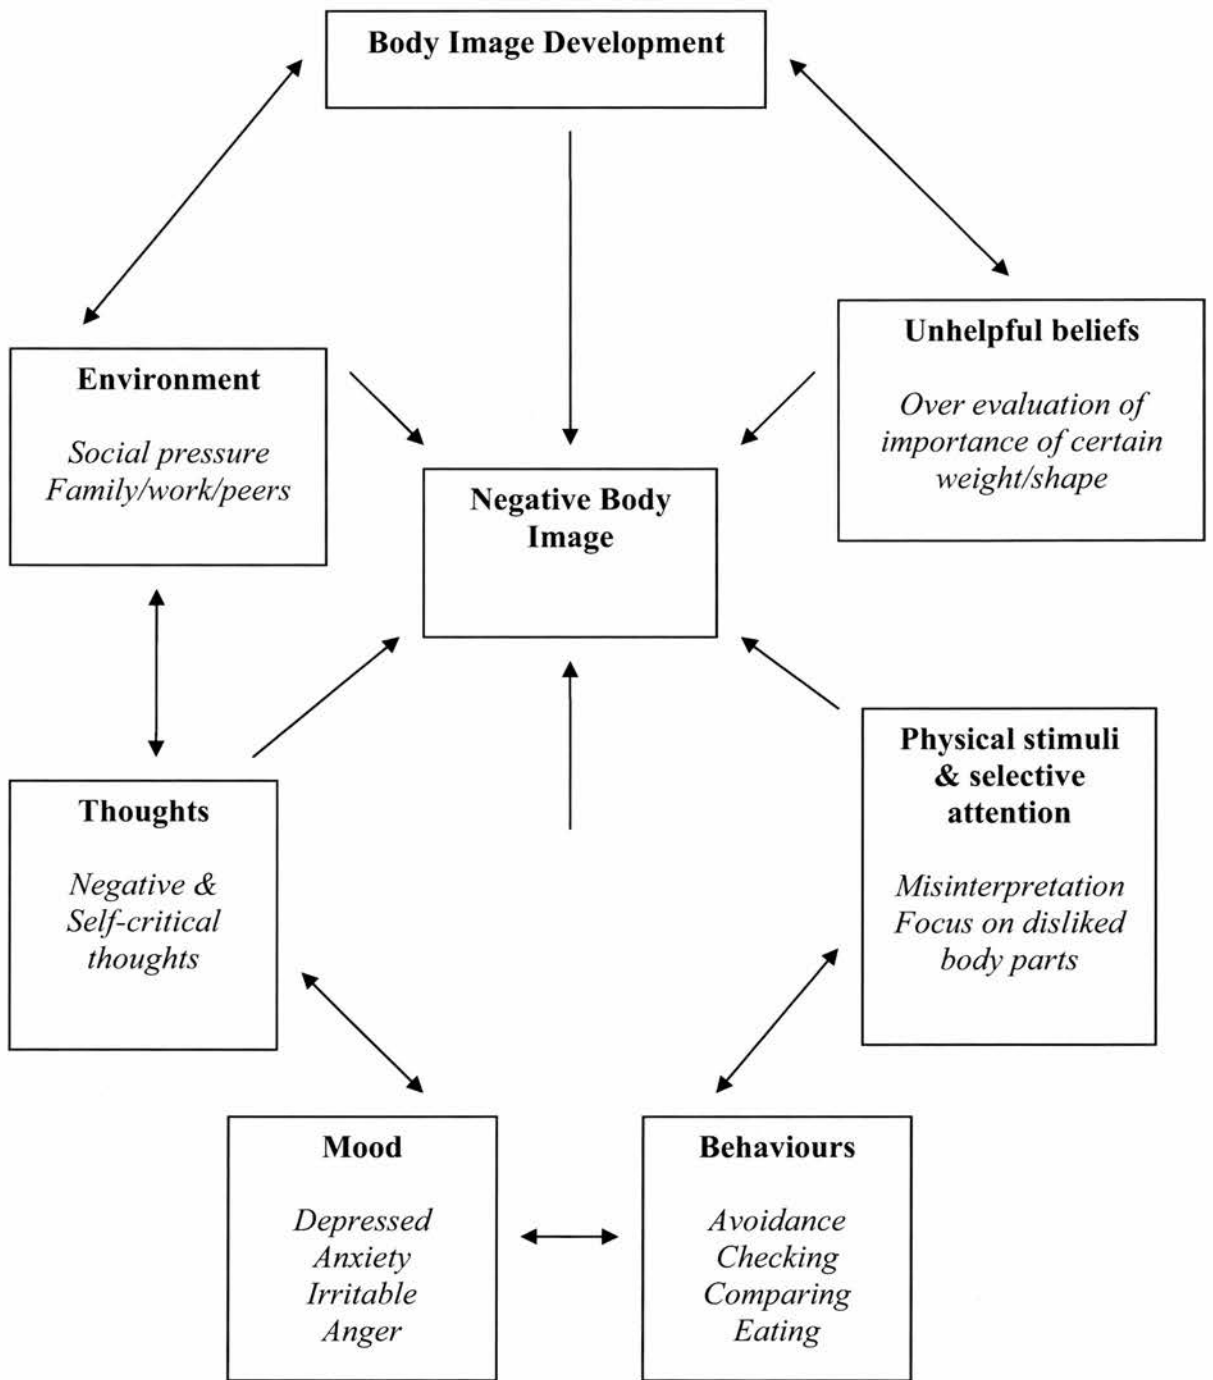 Body Image Development
Environment
Social pressure
Family/work/peers
Unhelpful beliefs
Over evaluation of
importance of certain
weight/shape
Negative Body
Image
Thoughts
Negative &
Self-critical
thoughts
Physical stimuli
& selective
attention
Misinterpretation
Focus on disliked
body parts
Mood
Depressed
Anxiety
Irritable
Anger
Behaviours
Avoidance
Checking
Comparing
Eating